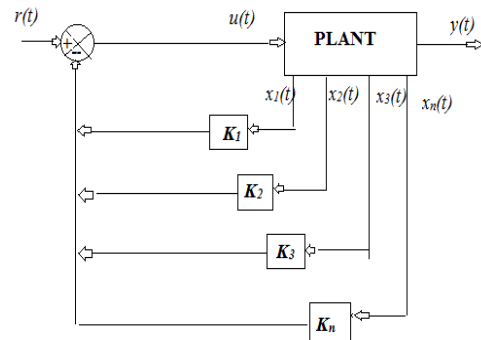 r(t)
+
-
u(t)
PLANT
y(t)
x1(t)
x2(t)
x3(t)
xn(t)
K1
K2
K3
Kn